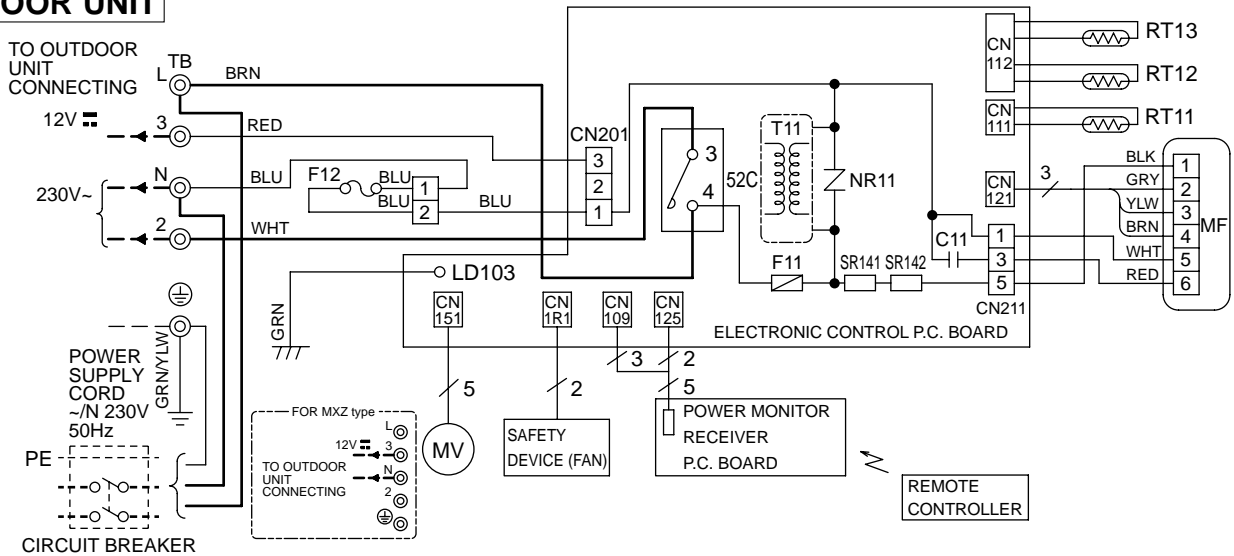 OOR UNIT
TO OUTDOOR
UNIT
CONNECTING
L
TB
BRN
12V
3
RED
N
BLU
F12
BLU
BLU
1
2
BLU
230V~
2
WHT
CN201
3
2
1
3
4
52C
T11
NR11
F11
SR141
SR142
C11
1
3
5
CN211
CN
112
RT13
RT12
CN
111
RT11
CN
121
3
BLK
GRY
YLW
BRN
WHT
RED
1
2
3
4
5
6
MF
LD103
GRN
CN
151
CN
1R1
CN
109
CN
125
ELECTRONIC CONTROL P.C. BOARD
5
2
3
2
5
MV
SAFETY
DEVICE (FAN)
POWER MONITOR
RECEIVER
P.C. BOARD
REMOTE
CONTROLLER
GRN/YLW
POWER
SUPPLY
CORD
~/N 230V
50Hz
PE
CIRCUIT BREAKER
FOR MXZ type
L
12V
3
TO OUTDOOR
UNIT
CONNECTING
N
2